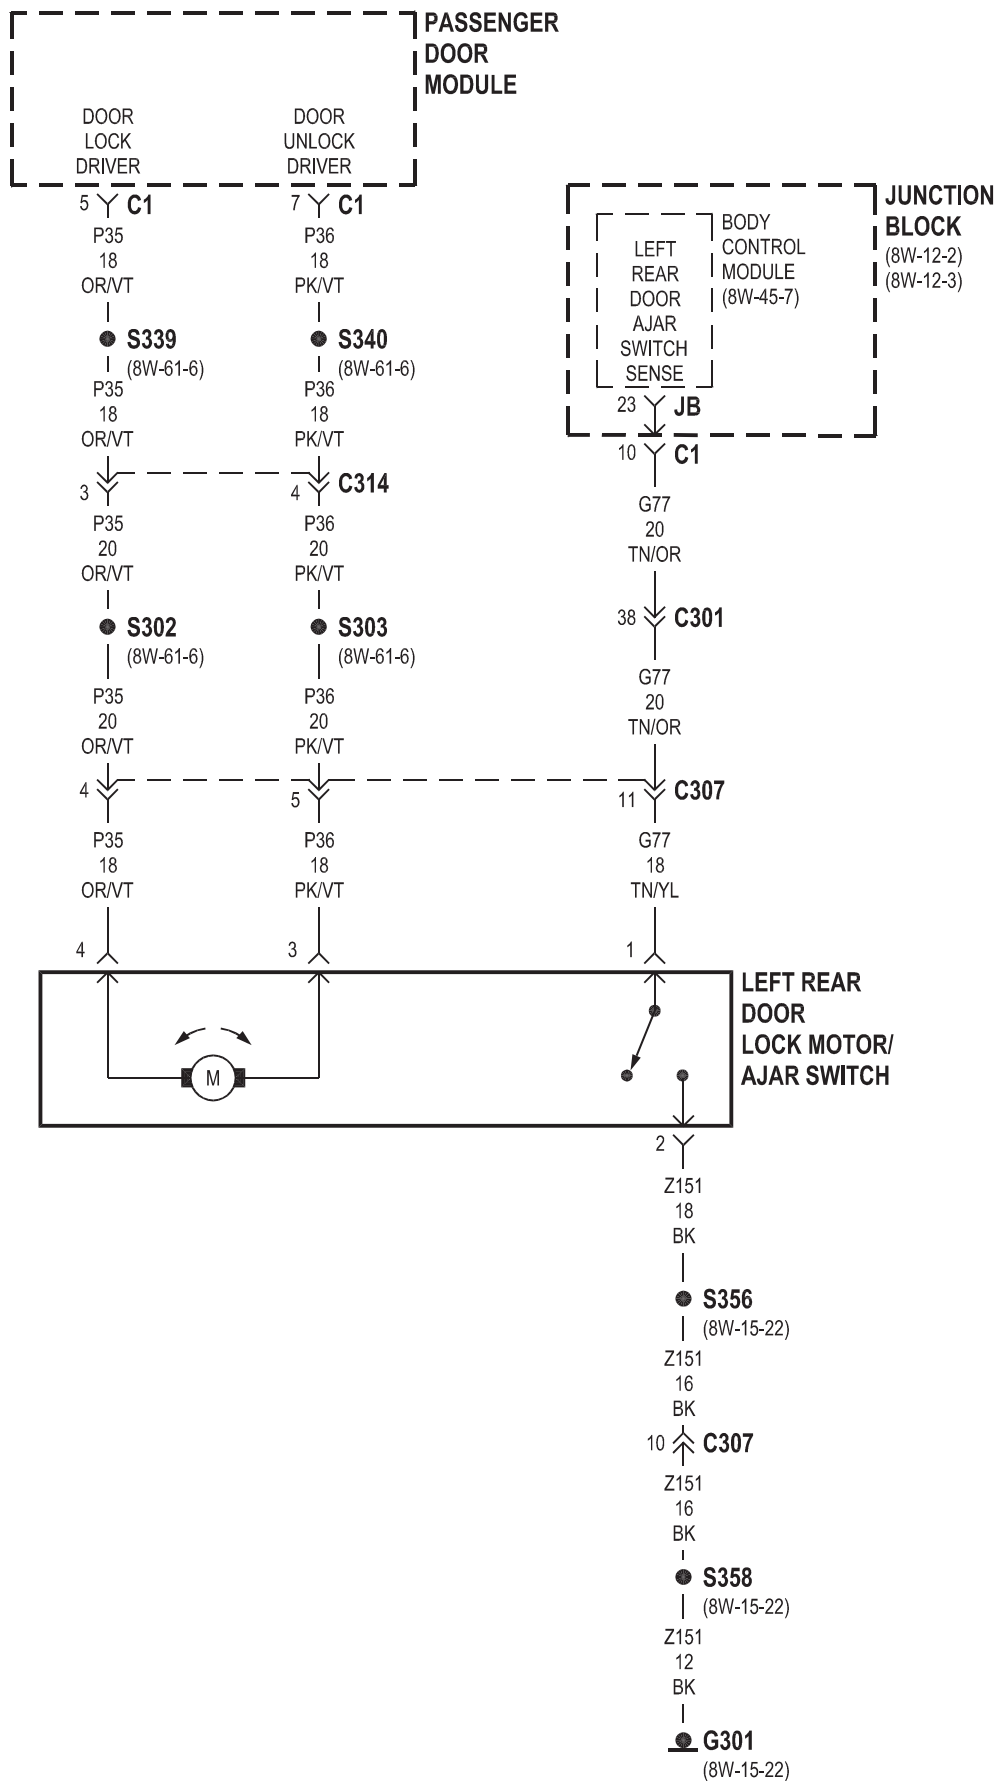 PASSENGER
DOOR
MODULE
DOOR
LOCK
DRIVER
DOOR
UNLOCK
DRIVER
5 C1
7 C1
P35
18
OR/VT
P36
18
PK/VT
JUNCTION
BLOCK
(8W-12-2)
(8W-12-3)
BODY
CONTROL
MODULE
(8W-45-7)
LEFT
REAR
DOOR
AJAR
SWITCH
SENSE
23 JB
10 C1
S339
(8W-61-6)
S340
(8W-61-6)
P35
18
OR/VT
P36
18
PK/VT
3
4 C314
G77
20
TN/OR
P35
20
OR/VT
P36
20
PK/VT
38 C301
S302
(8W-61-6)
S303
(8W-61-6)
G77
20
TN/OR
P35
20
OR/VT
P36
20
PK/VT
4
5
11 C307
P35
18
OR/VT
P36
18
PK/VT
G77
18
TN/YL
4
3
1
LEFT REAR
DOOR
LOCK MOTOR/
AJAR SWITCH
M
2
Z151
18
BK
S356
(8W-15-22)
Z151
16
BK
10 C307
Z151
16
BK
S358
(8W-15-22)
Z151
12
BK
G301
(8W-15-22)